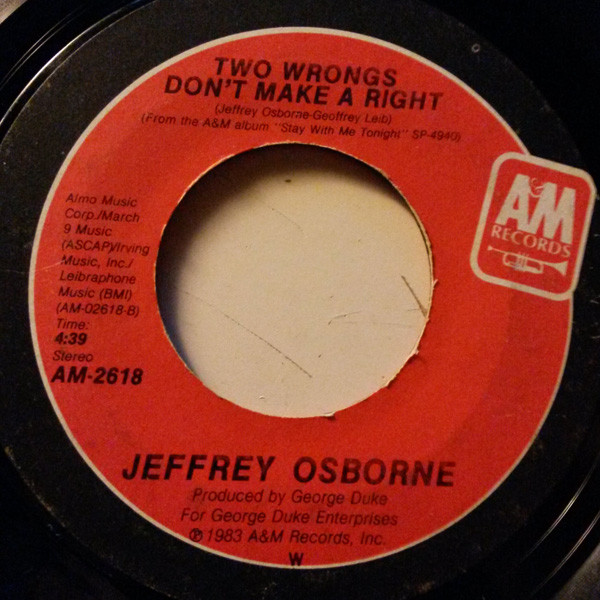 TWO WRONGS
DON'T MAKE A RIGHT
(Jeffrey Osborne-Geoffrey Leib)
(From the A&M album "Stay With Me Tonight" SP-4940)
A&M
RECORDS
Almo Music
Corp./March
9 Music
(ASCAP)/Irving
Music, Inc./
Leibraphone
Music (BMI)
(AM-02618-B)
Time:
4:39
Stereo
AM-2618
JEFFREY OSBORNE
Produced by George Duke
For George Duke Enterprises
℗1983 A&M Records, Inc.
W